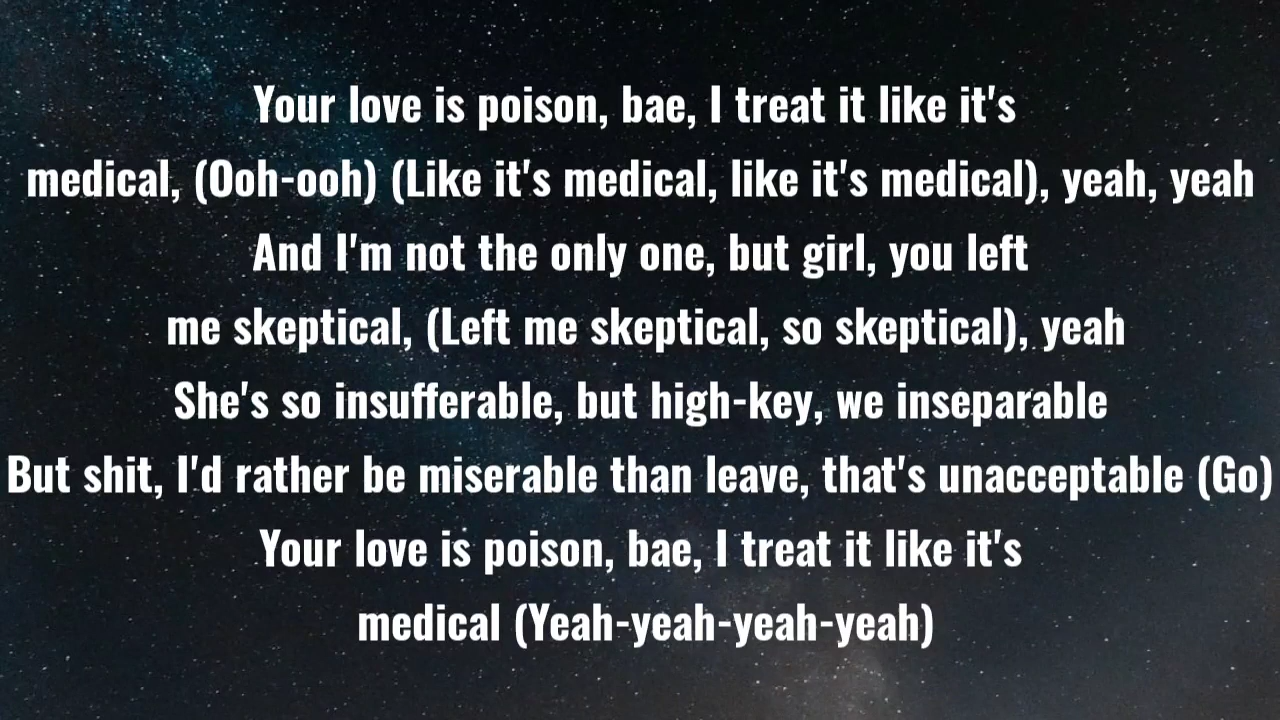 Your love is poison, bae, I treat it like it's
medical, (Ooh-ooh) (Like it's medical, like it's medical), yeah, yeah
And I'm not the only one, but girl, you left
me skeptical, (Left me skeptical, so skeptical), yeah
She's so insufferable, but high-key, we inseparable
But shit, I'd rather be miserable than leave, that's unacceptable (Go)
Your love is poison, bae, I treat it like it's
medical (Yeah-yeah-yeah-yeah)